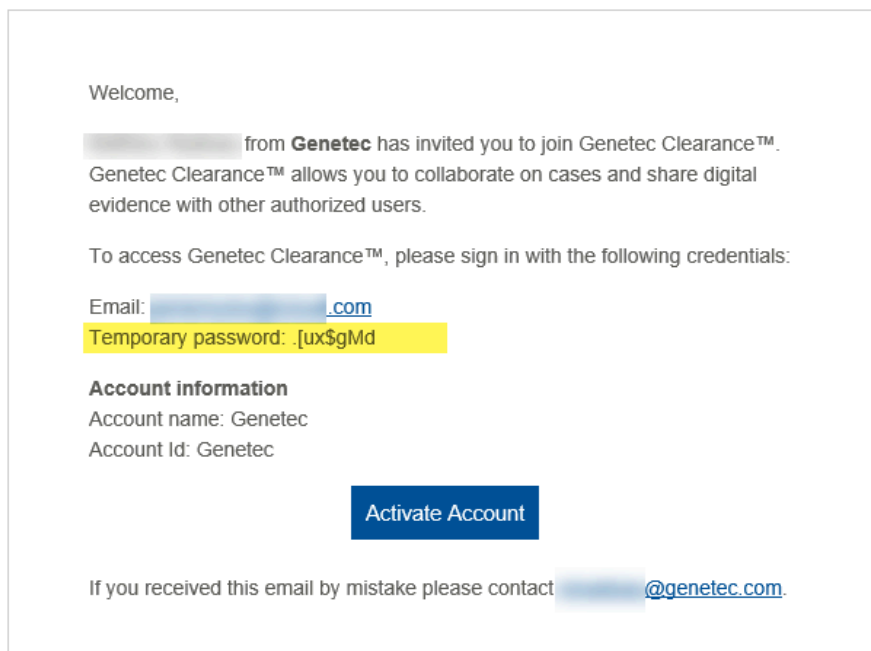 Welcome,
from Genetec has invited you to join Genetec Clearance™.
Genetec Clearance™ allows you to collaborate on cases and share digital
evidence with other authorized users.
To access Genetec Clearance™, please sign in with the following credentials:
Email: .com
Temporary password: .[ux$gMd
Account information
Account name: Genetec
Account Id: Genetec
Activate Account
If you received this email by mistake please contact @genetec.com.